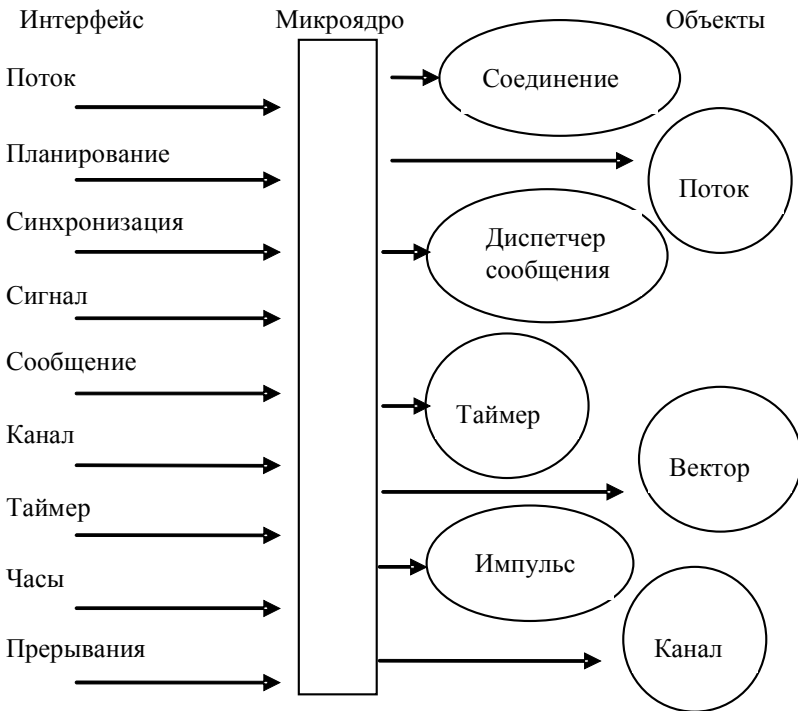 Интерфейс
Микроядро
Объекты
Поток
Планирование
Синхронизация
Сигнал
Сообщение
Канал
Таймер
Часы
Прерывания
Соединение
Поток
Диспетчер
сообщения
Таймер
Вектор
Импульс
Канал